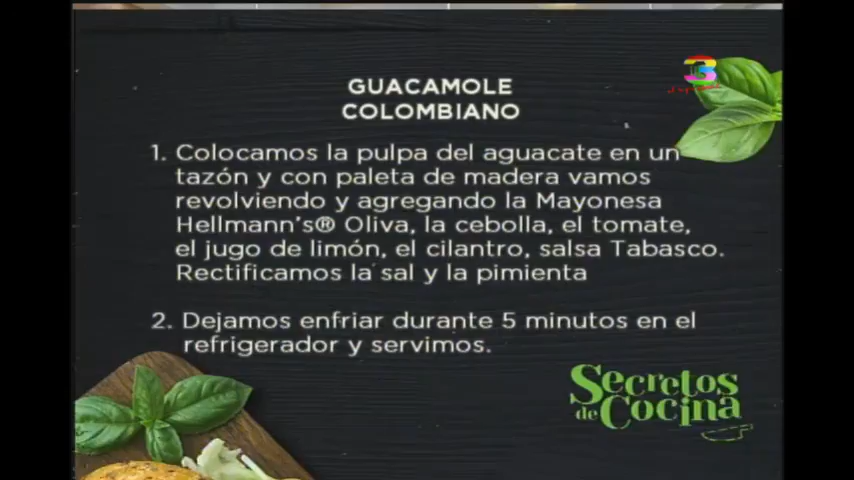 GUACAMOLE
COLOMBIANO
1. Colocamos la pulpa del aguacate en un
tazón y con paleta de madera vamos
revolviendo y agregando la Mayonesa
Hellmann's® Oliva, la cebolla, el tomate,
el jugo de limón, el cilantro, salsa Tabasco.
Rectificamos la sal y la pimienta
2. Dejamos enfriar durante 5 minutos en el
refrigerador y servimos.
Secretos
de Cocina
3